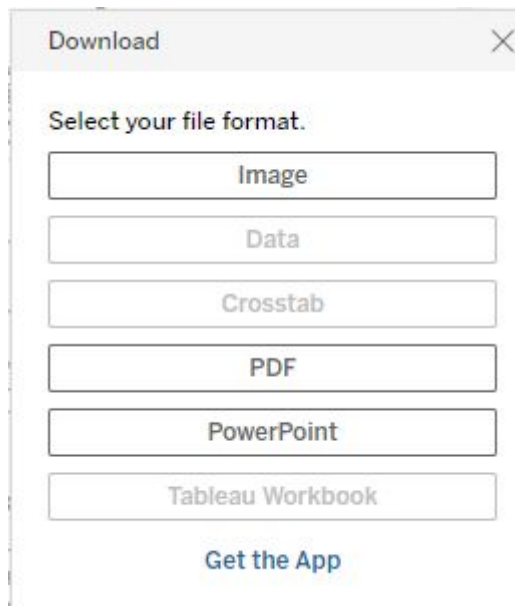 Download
Select your file format.
Image
Data
Crosstab
PDF
PowerPoint
Tableau Workbook
Get the App